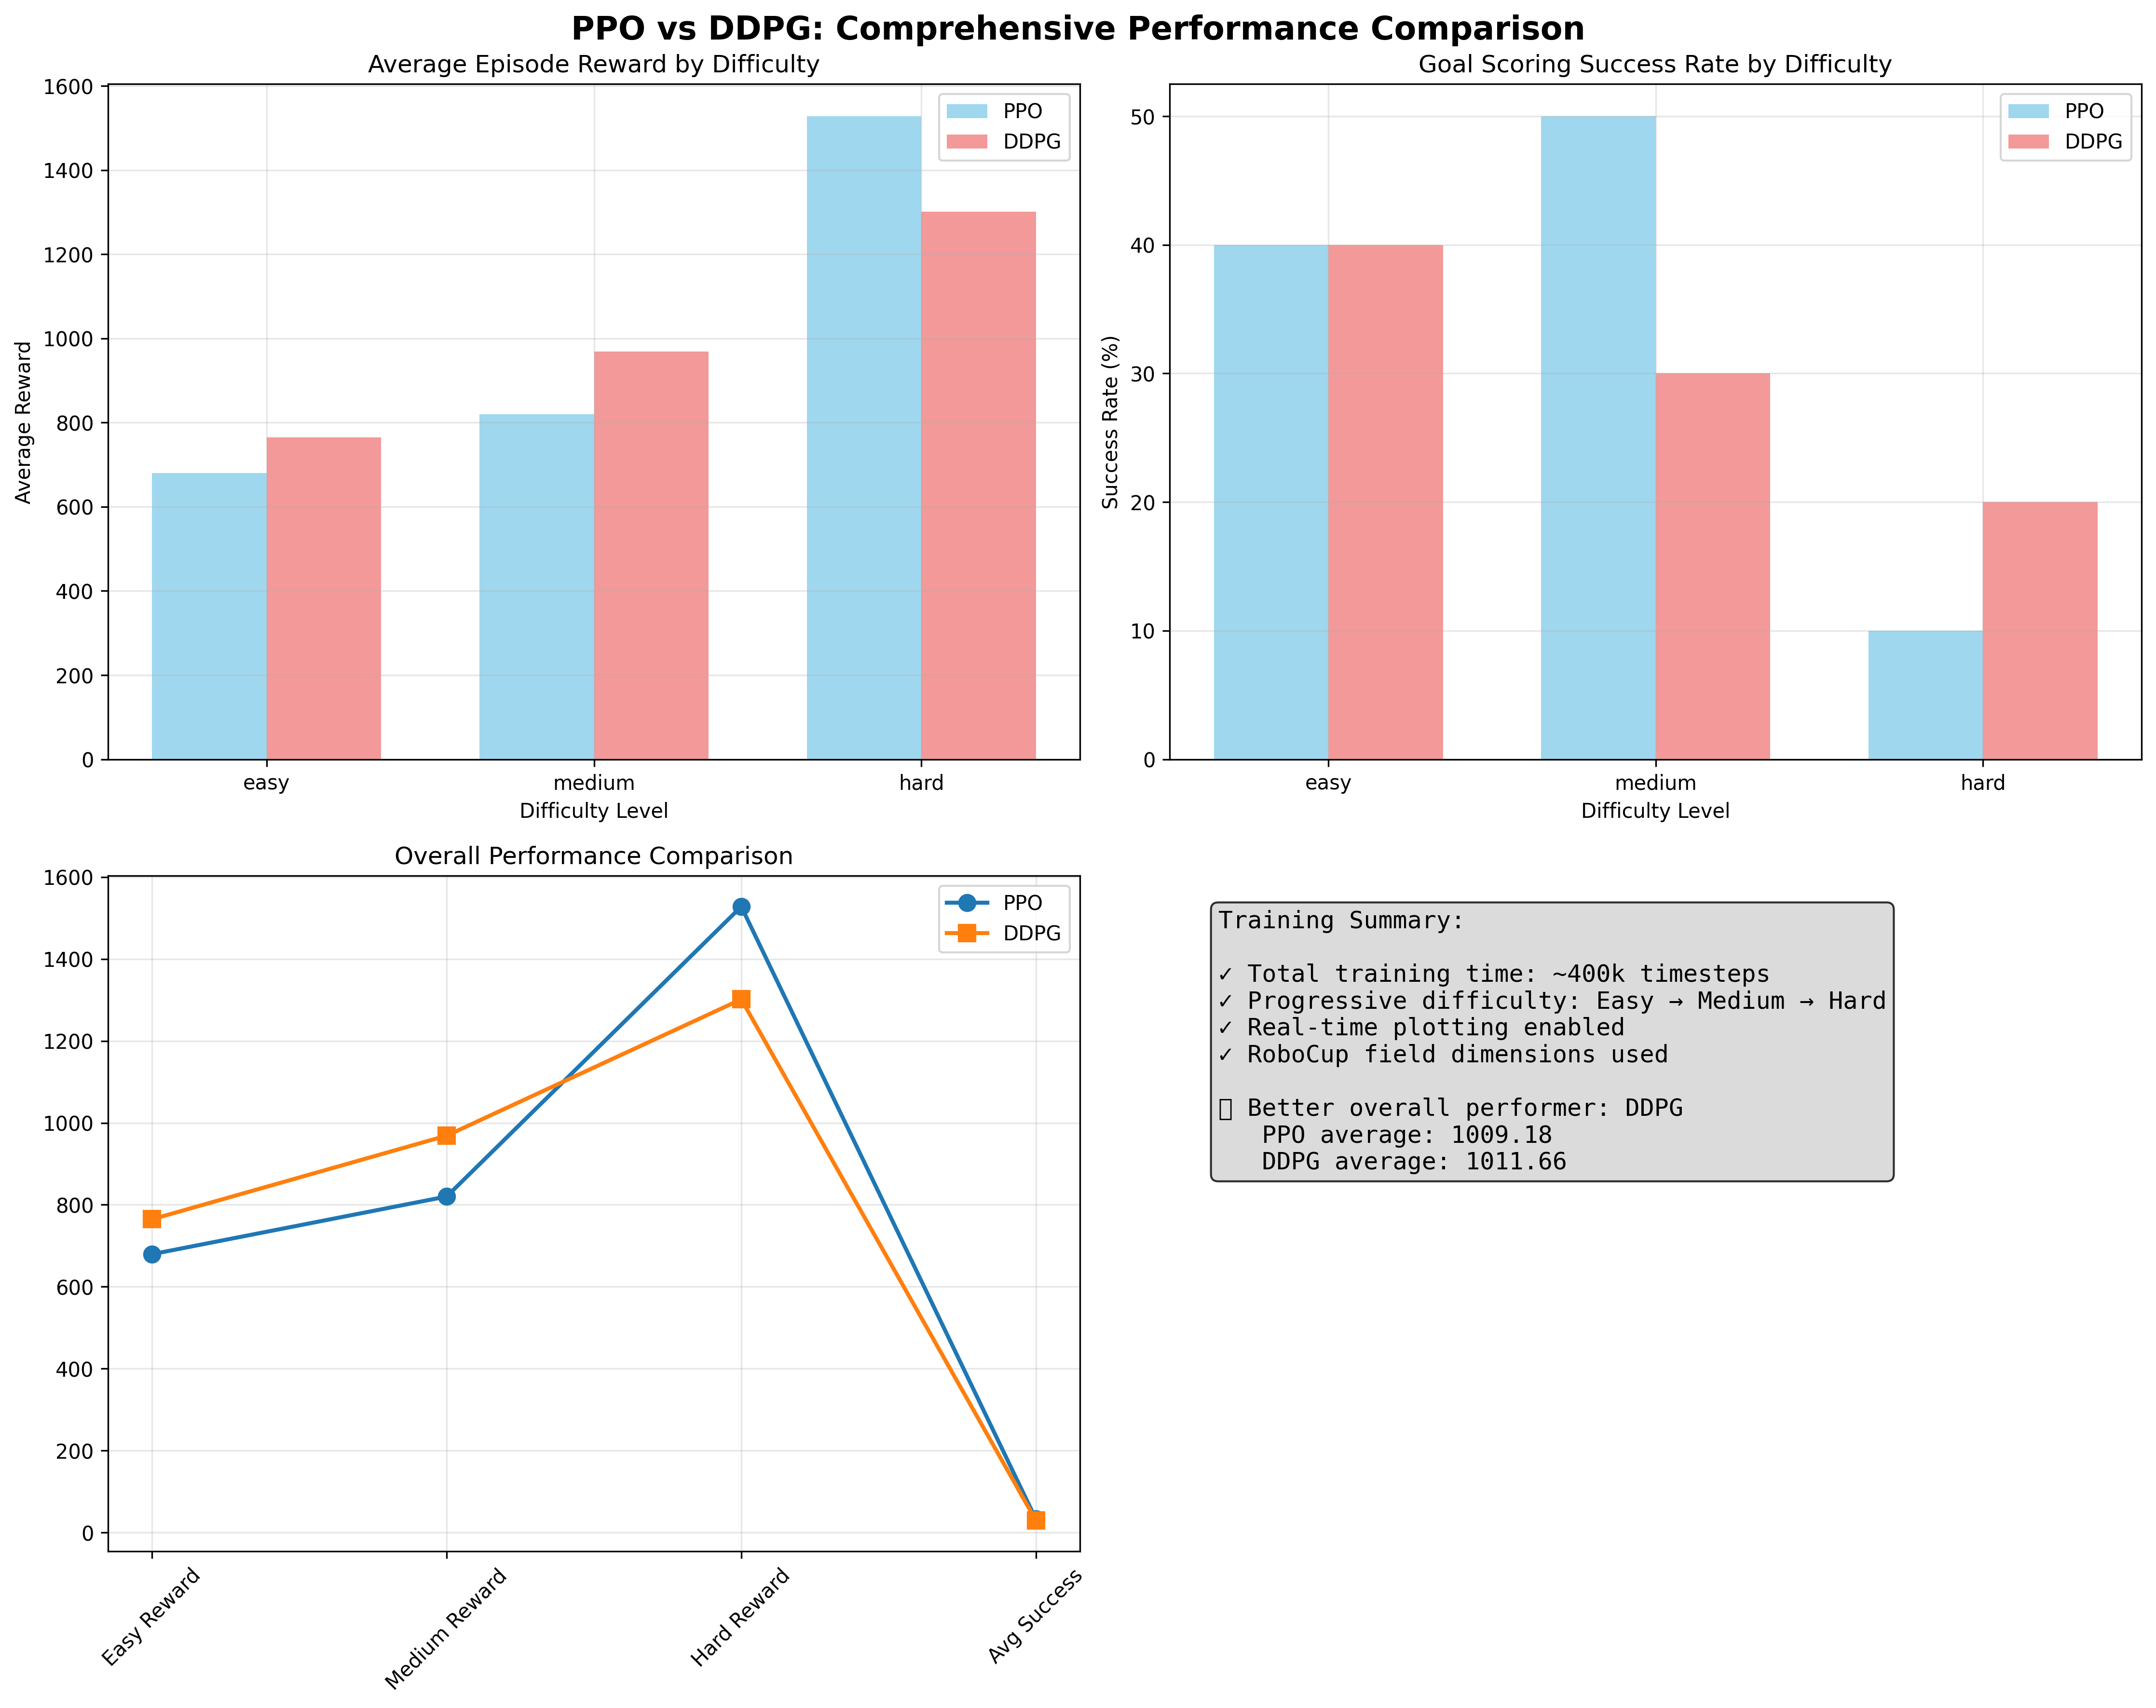 PPO vs DDPG: Comprehensive Performance Comparison
Average Episode Reward by Difficulty
1600
1400
1200
1000
800
600
400
200
0
Average Reward
easy medium hard
Difficulty Level
PPO
DDPG
Goal Scoring Success Rate by Difficulty
50
40
30
20
10
0
Success Rate (%)
easy medium hard
Difficulty Level
PPO
DDPG
Overall Performance Comparison
1600
1400
1200
1000
800
600
400
200
0
Easy Reward
Medium Reward
Hard Reward
Avg Success
PPO
DDPG
Training Summary:
✓ Total training time: ~400k timesteps
✓ Progressive difficulty: Easy → Medium → Hard
✓ Real-time plotting enabled
✓ RoboCup field dimensions used
Better overall performer: DDPG
PPO average: 1009.18
DDPG average: 1011.66